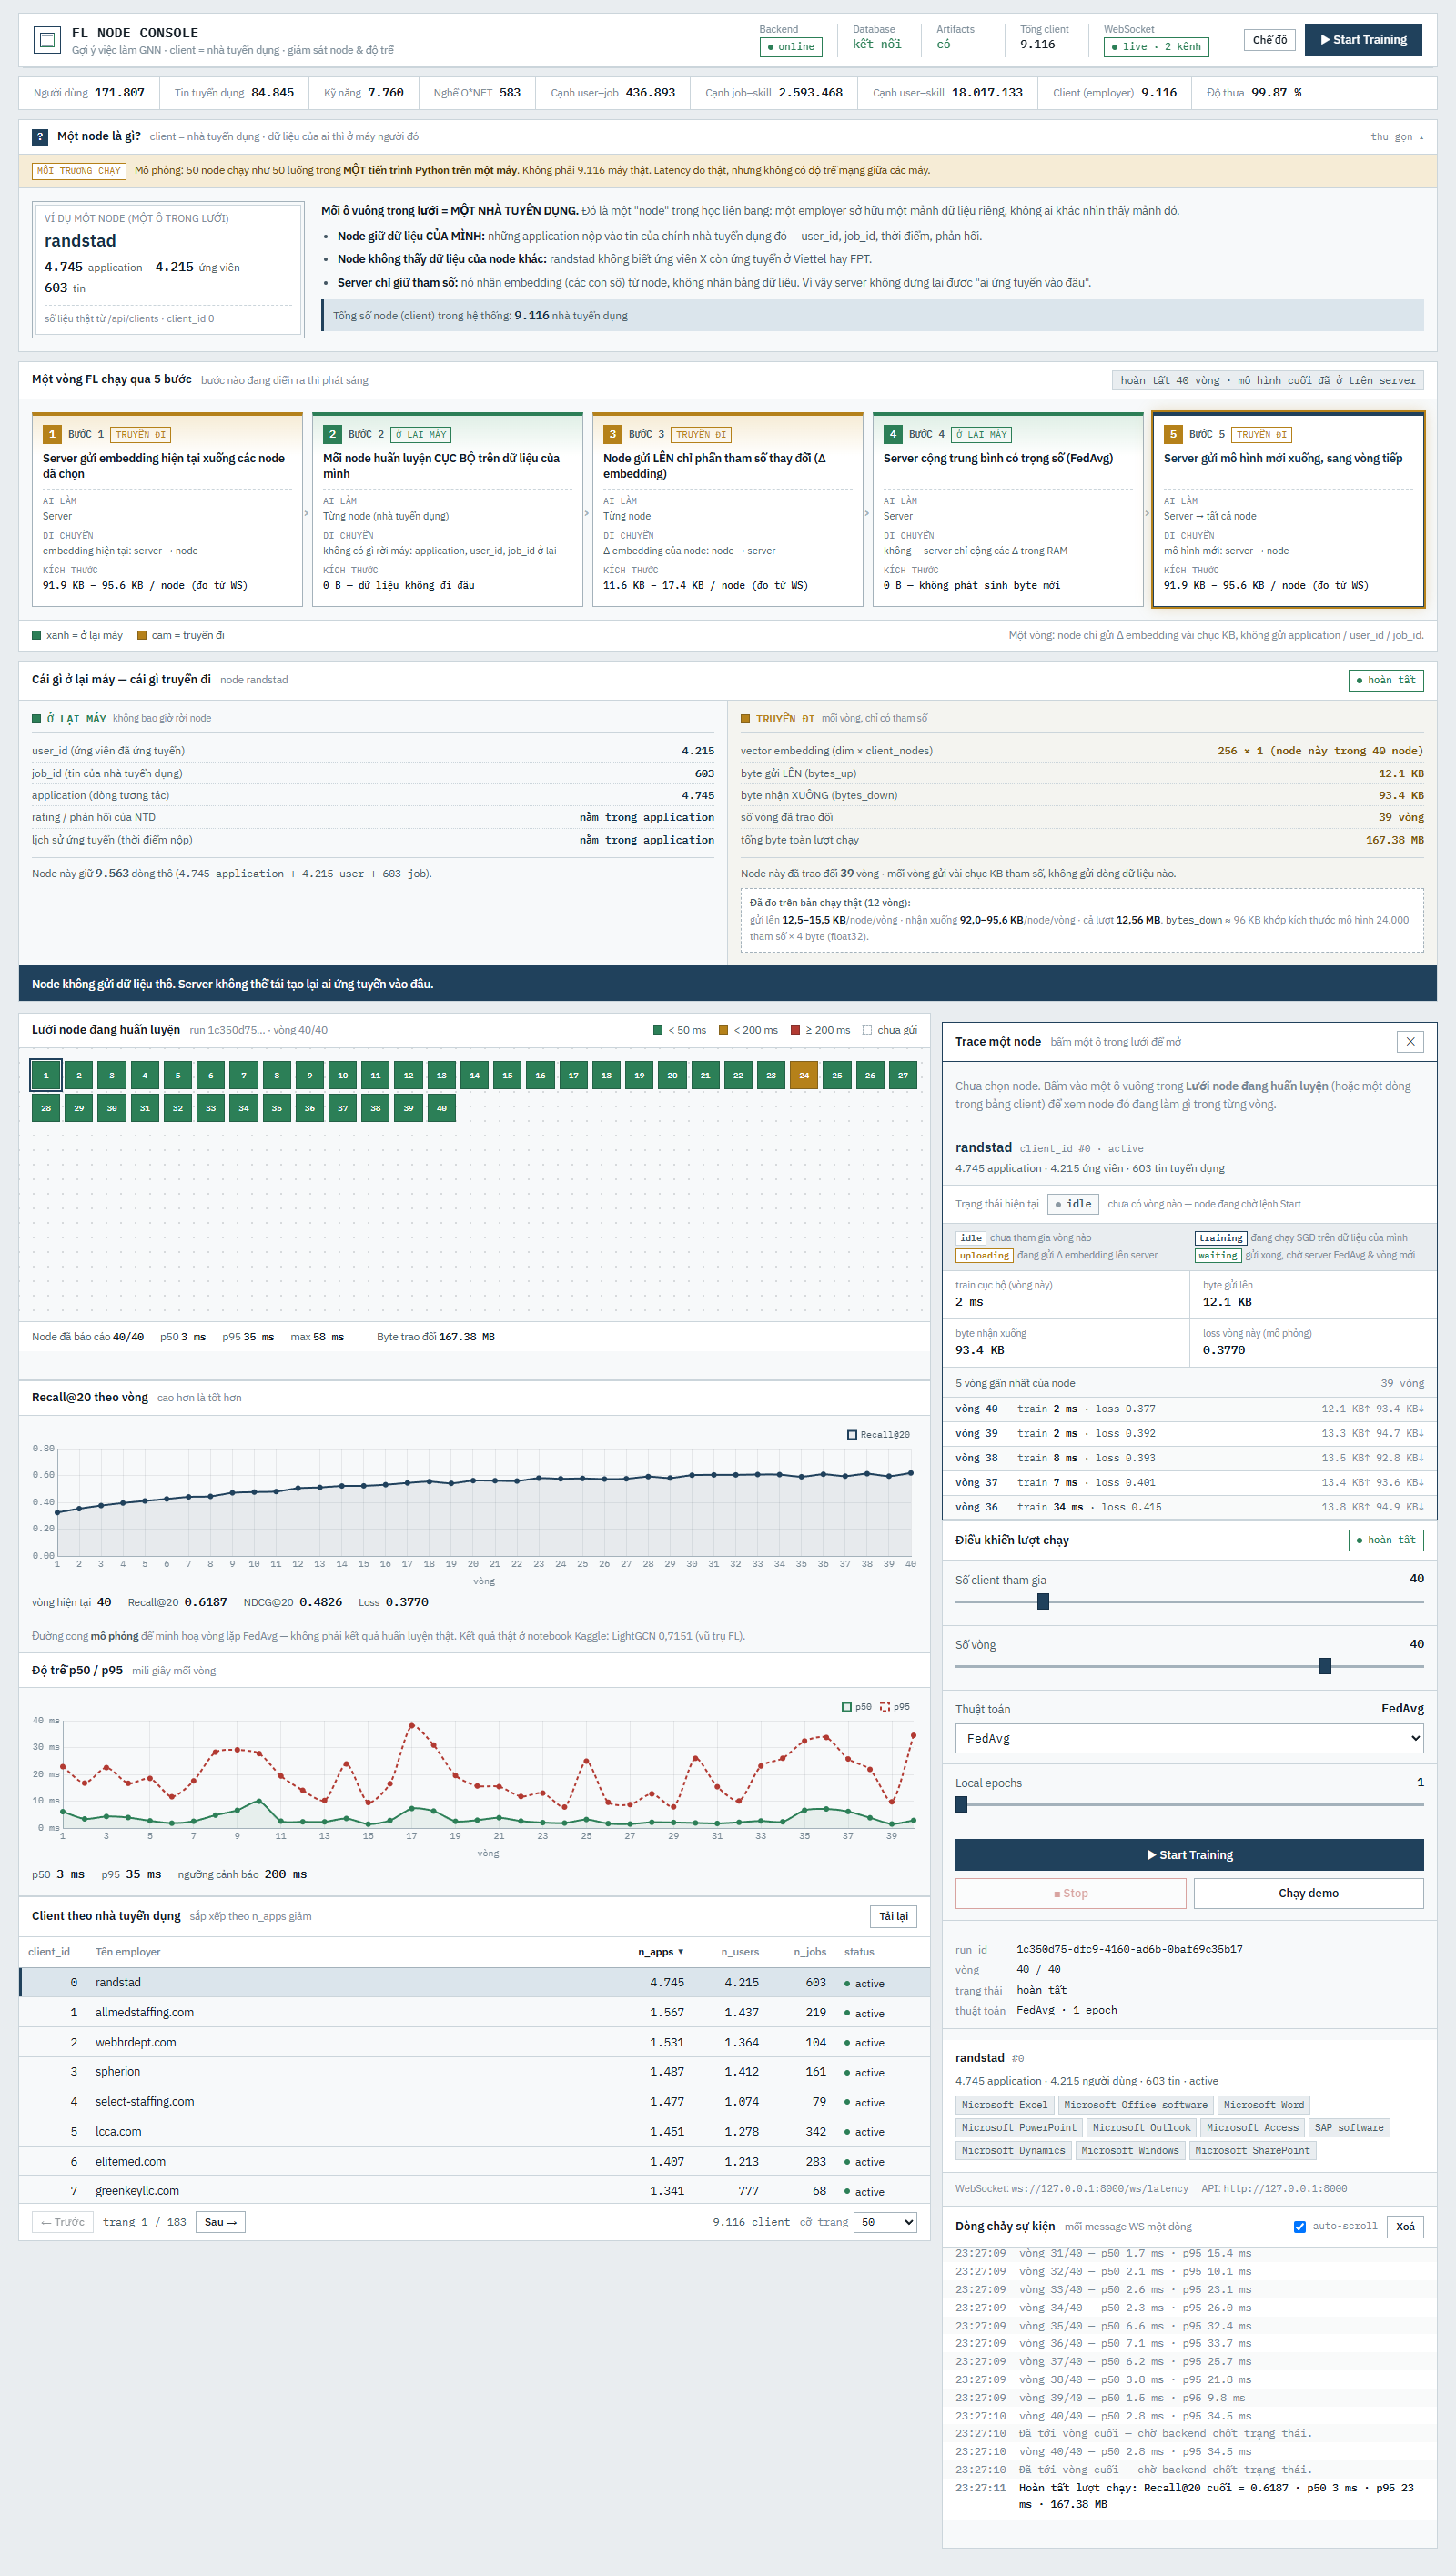 FL NODE CONSOLE
Gợi ý việc làm GNN · client = nhà tuyển dụng · giám sát node & độ trễ
Backend
● online
Database
kết nối
Artifacts
có
Tổng client
9.116
WebSocket
● live · 2 kênh
Chế độ
▶ Start Training
Người dùng 171.807
Tin tuyển dụng 84.845
Kỹ năng 7.760
Nghề O*NET 583
Cạnh user–job 436.893
Cạnh job–skill 2.593.468
Cạnh user–skill 18.017.133
Client (employer) 9.116
Độ thưa 99.87 %
? Một node là gì? client = nhà tuyển dụng · dữ liệu của ai thì ở máy người đó
thu gọn
MÔI TRƯỜNG CHẠY Mô phỏng: 50 node chạy như 50 luồng trong MỘT tiến trình Python trên một máy. Không phải 9.116 máy thật. Latency đo thật, nhưng không có độ trễ mạng giữa các máy.
VÍ DỤ MỘT NODE (MỘT Ô TRONG LƯỚI)
randstad
4.745 application 4.215 ứng viên
603 tin
số liệu thật từ /api/clients · client_id 0
Mỗi ô vuông trong lưới = MỘT NHÀ TUYỂN DỤNG. Đó là một "node" trong học liên bang: một employer sở hữu một mảnh dữ liệu riêng, không ai khác nhìn thấy mảnh đó.
• Node giữ dữ liệu CỦA MÌNH: những application nộp vào tin của chính nhà tuyển dụng đó — user_id, job_id, thời điểm, phản hồi.
• Node không thấy dữ liệu của node khác: randstad không biết ứng viên X còn ứng tuyển ở Viettel hay FPT.
• Server chỉ giữ tham số: nó nhận embedding (các con số) từ node, không nhận bảng dữ liệu. Vì vậy server không dựng lại được "ai ứng tuyển vào đâu".
Tổng số node (client) trong hệ thống: 9.116 nhà tuyển dụng
Một vòng FL chạy qua 5 bước bước nào đang diễn ra thì phát sáng
hoàn tất 40 vòng · mô hình cuối đã ở trên server
1 BƯỚC 1 TRUYỀN ĐI
Server gửi embedding hiện tại xuống các node đã chọn
AI LÀM
Server
DI CHUYỂN
embedding hiện tại: server → node
KÍCH THƯỚC
91.9 KB – 95.6 KB / node (đo từ WS)
2 BƯỚC 2 Ở LẠI MÁY
Mỗi node huấn luyện CỤC BỘ trên dữ liệu của mình
AI LÀM
Từng node (nhà tuyển dụng)
DI CHUYỂN
không có gì rời máy: application, user_id, job_id ở lại
KÍCH THƯỚC
0 B — dữ liệu không đi đâu
3 BƯỚC 3 TRUYỀN ĐI
Node gửi LÊN chỉ phần tham số thay đổi (Δ embedding)
AI LÀM
Từng node
DI CHUYỂN
Δ embedding của node: node → server
KÍCH THƯỚC
11.6 KB – 17.4 KB / node (đo từ WS)
4 BƯỚC 4 Ở LẠI MÁY
Server cộng trung bình có trọng số (FedAvg)
AI LÀM
Server
DI CHUYỂN
không — server chỉ cộng các Δ trong RAM
KÍCH THƯỚC
0 B — không phát sinh byte mới
5 BƯỚC 5 TRUYỀN ĐI
Server gửi mô hình mới xuống, sang vòng tiếp
AI LÀM
Server → tất cả node
DI CHUYỂN
mô hình mới: server → node
KÍCH THƯỚC
91.9 KB – 95.6 KB / node (đo từ WS)
xanh = ở lại máy cam = truyền đi
Một vòng: node chỉ gửi Δ embedding vài chục KB, không gửi application / user_id / job_id.
Cái gì ở lại máy — cái gì truyền đi node randstad
● hoàn tất
Ở LẠI MÁY không bao giờ rời node
user_id (ứng viên đã ứng tuyển) 4.215
job_id (tin của nhà tuyển dụng) 603
application (dòng tương tác) 4.745
rating / phản hồi của NTD nằm trong application
lịch sử ứng tuyển (thời điểm nộp) nằm trong application
Node này giữ 9.563 dòng thô (4.745 application + 4.215 user + 603 job).
TRUYỀN ĐI mỗi vòng, chỉ có tham số
vector embedding (dim × client_nodes) 256 × 1 (node này trong 40 node)
byte gửi LÊN (bytes_up) 12.1 KB
byte nhận XUỐNG (bytes_down) 93.4 KB
số vòng đã trao đổi 39 vòng
tổng byte toàn lượt chạy 167.38 MB
Node này đã trao đổi 39 vòng · mỗi vòng gửi vài chục KB tham số, không gửi dòng dữ liệu nào.
Đã đo trên bản chạy thật (12 vòng):
gửi lên 12,5–15,5 KB/node/vòng · nhận xuống 92,0–95,6 KB/node/vòng · cả lượt 12,56 MB. bytes_down ≈ 96 KB khớp kích thước mô hình 24.000
tham số × 4 byte (float32).
Node không gửi dữ liệu thô. Server không thể tái tạo lại ai ứng tuyển vào đâu.
Lưới node đang huấn luyện run 1c350d75… · vòng 40/40
< 50 ms < 200 ms ≥ 200 ms chưa gửi
1 2 3 4 5 6 7 8 9 10 11 12 13 14 15 16 17 18 19 20 21 22 23 24 25 26 27
28 29 30 31 32 33 34 35 36 37 38 39 40
Node đã báo cáo 40/40 p50 3 ms p95 35 ms max 58 ms Byte trao đổi 167.38 MB
Recall@20 theo vòng cao hơn là tốt hơn
Recall@20
0.80
0.60
0.40
0.20
0.00
1 2 3 4 5 6 7 8 9 10 11 12 13 14 15 16 17 18 19 20 21 22 23 24 25 26 27 28 29 30 31 32 33 34 35 36 37 38 39 40
vòng
vòng hiện tại 40 Recall@20 0.6187 NDCG@20 0.4826 Loss 0.3770
Đường cong mô phỏng để minh hoạ vòng lặp FedAvg — không phải kết quả huấn luyện thật. Kết quả thật ở notebook Kaggle: LightGCN 0,7151 (vũ trụ FL).
Độ trễ p50 / p95 mili giây mỗi vòng
p50 p95
40 ms
30 ms
20 ms
10 ms
0 ms
1 3 5 7 9 11 13 15 17 19 21 23 25 27 29 31 33 35 37 39
vòng
p50 3 ms p95 35 ms ngưỡng cảnh báo 200 ms
Client theo nhà tuyển dụng sắp xếp theo n_apps giảm
Tải lại
client_id Tên employer n_apps ▼ n_users n_jobs status
0 randstad 4.745 4.215 603 ● active
1 allmedstaffing.com 1.567 1.437 219 ● active
2 webhrdept.com 1.531 1.364 104 ● active
3 spherion 1.487 1.412 161 ● active
4 select-staffing.com 1.477 1.074 79 ● active
5 lcca.com 1.451 1.278 342 ● active
6 elitemed.com 1.407 1.213 283 ● active
7 greenkeyllc.com 1.341 777 68 ● active
← Trước trang 1 / 183 Sau → 9.116 client cỡ trang 50
Trace một node bấm một ô trong lưới để mở
×
Chưa chọn node. Bấm vào một ô vuông trong Lưới node đang huấn luyện (hoặc một dòng
trong bảng client) để xem node đó đang làm gì trong từng vòng.
randstad client_id #0 · active
4.745 application · 4.215 ứng viên · 603 tin tuyển dụng
Trạng thái hiện tại ● idle chưa có vòng nào — node đang chờ lệnh Start
idle chưa tham gia vòng nào
training đang chạy SGD trên dữ liệu của mình
uploading đang gửi Δ embedding lên server
waiting gửi xong, chờ server FedAvg & vòng mới
train cục bộ (vòng này)
2 ms
byte gửi lên
12.1 KB
byte nhận xuống
93.4 KB
loss vòng này (mô phỏng)
0.3770
5 vòng gần nhất của node 39 vòng
vòng 40 train 2 ms · loss 0.377 12.1 KB↑ 93.4 KB↓
vòng 39 train 2 ms · loss 0.392 13.3 KB↑ 94.7 KB↓
vòng 38 train 8 ms · loss 0.393 13.5 KB↑ 92.8 KB↓
vòng 37 train 7 ms · loss 0.401 13.4 KB↑ 93.6 KB↓
vòng 36 train 34 ms · loss 0.415 13.8 KB↑ 94.9 KB↓
Điều khiển lượt chạy ● hoàn tất
Số client tham gia 40
Số vòng 40
Thuật toán FedAvg
FedAvg
Local epochs 1
▶ Start Training
■ Stop
Chạy demo
run_id 1c350d75-dfc9-4160-ad6b-0baf69c35b17
vòng 40 / 40
trạng thái hoàn tất
thuật toán FedAvg · 1 epoch
randstad #0
4.745 application · 4.215 người dùng · 603 tin · active
Microsoft Excel Microsoft Office software Microsoft Word
Microsoft PowerPoint Microsoft Outlook Microsoft Access SAP software
Microsoft Dynamics Microsoft Windows Microsoft SharePoint
WebSocket: ws://127.0.0.1:8000/ws/latency API: http://127.0.0.1:8000
Dòng chảy sự kiện mỗi message WS một dòng
auto-scroll Xoá
23:27:09 vòng 31/40 — p50 1.7 ms · p95 15.4 ms
23:27:09 vòng 32/40 — p50 2.1 ms · p95 10.1 ms
23:27:09 vòng 33/40 — p50 2.6 ms · p95 23.1 ms
23:27:09 vòng 34/40 — p50 2.3 ms · p95 26.0 ms
23:27:09 vòng 35/40 — p50 6.6 ms · p95 32.4 ms
23:27:09 vòng 36/40 — p50 7.1 ms · p95 33.7 ms
23:27:09 vòng 37/40 — p50 6.2 ms · p95 25.7 ms
23:27:09 vòng 38/40 — p50 3.8 ms · p95 21.8 ms
23:27:09 vòng 39/40 — p50 1.5 ms · p95 9.8 ms
23:27:10 vòng 40/40 — p50 2.8 ms · p95 34.5 ms
23:27:10 Đã tới vòng cuối — chờ backend chốt trạng thái.
23:27:10 vòng 40/40 — p50 2.8 ms · p95 34.5 ms
23:27:10 Đã tới vòng cuối — chờ backend chốt trạng thái.
23:27:11 Hoàn tất lượt chạy: Recall@20 cuối = 0.6187 · p50 3 ms · p95 23
ms · 167.38 MB